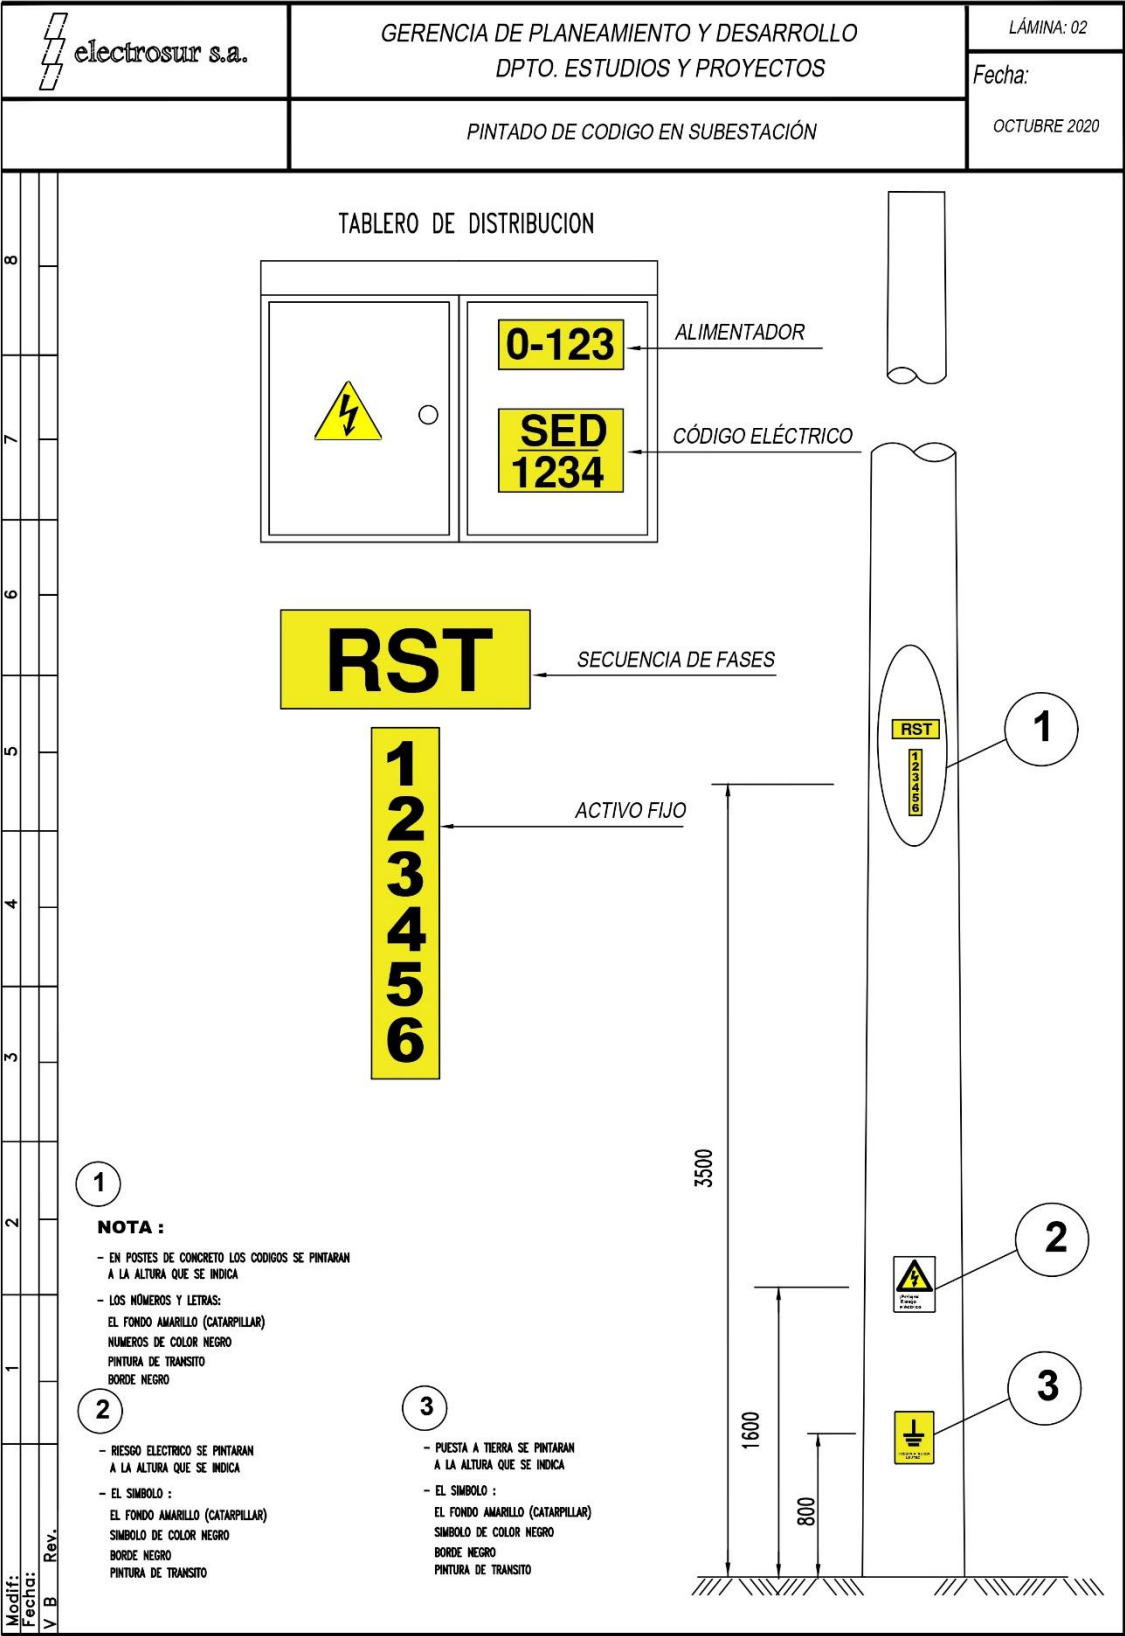 electrosur s.a.
GERENCIA DE PLANEAMIENTO Y DESARROLLO
DPTO. ESTUDIOS Y PROYECTOS
LÁMINA: 02
Fecha:
PINTADO DE CODIGO EN SUBESTACIÓN
OCTUBRE 2020
TABLERO DE DISTRIBUCION
0-123
ALIMENTADOR
SED
1234
CÓDIGO ELÉCTRICO
RST
SECUENCIA DE FASES
1
2
3
4
5
6
ACTIVO FIJO
RST
1
2
3
4
5
6
1
3500
2
1600
3
800
1
NOTA :
- EN POSTES DE CONCRETO LOS CODIGOS SE PINTARAN
A LA ALTURA QUE SE INDICA
- LOS NÚMEROS Y LETRAS:
EL FONDO AMARILLO (CATARPILLAR)
NUMEROS DE COLOR NEGRO
PINTURA DE TRANSITO
BORDE NEGRO
2
- RIESGO ELECTRICO SE PINTARAN
A LA ALTURA QUE SE INDICA
- EL SIMBOLO :
EL FONDO AMARILLO (CATARPILLAR)
SIMBOLO DE COLOR NEGRO
BORDE NEGRO
PINTURA DE TRANSITO
3
- PUESTA A TIERRA SE PINTARAN
A LA ALTURA QUE SE INDICA
- EL SIMBOLO :
EL FONDO AMARILLO (CATARPILLAR)
SIMBOLO DE COLOR NEGRO
BORDE NEGRO
PINTURA DE TRANSITO
8
7
6
5
4
3
2
1
Modif:
Fecha:
V B Rev.